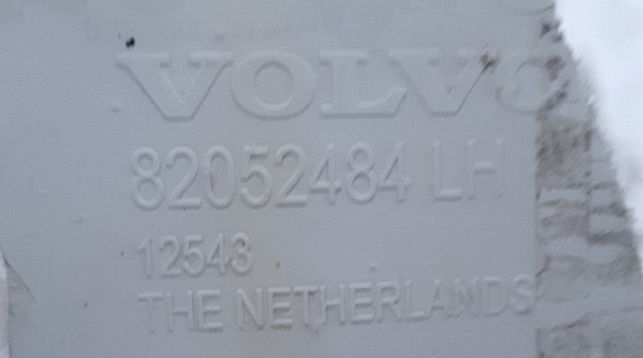 VOLVO
82052484 LH
12543
THE NETHERLANDS